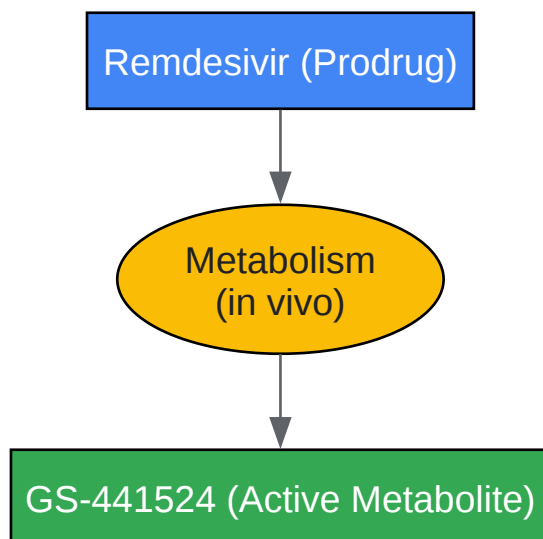 Remdesivir (Prodrug)
Metabolism
(in vivo)
GS-441524 (Active Metabolite)